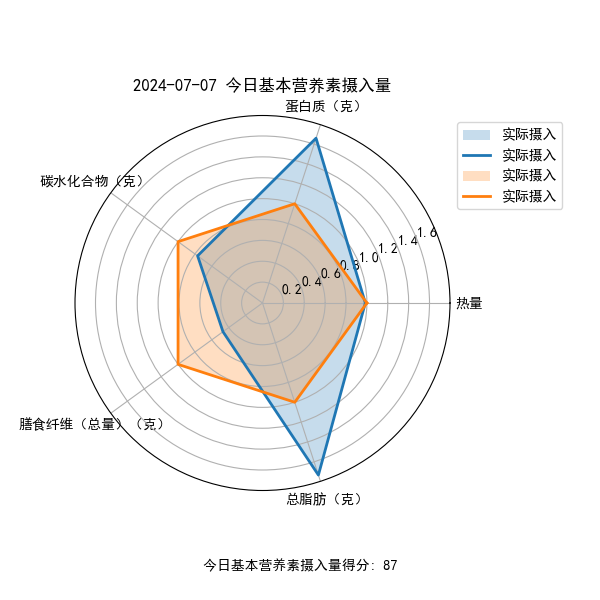 2024-07-07 今日基本营养素摄入量
蛋白质（克）
实际摄入
实际摄入
实际摄入
实际摄入
碳水化合物（克）
1.6
1.4
1.2
1.0
0.8
0.6
0.4
0.2
热量
膳食纤维（总量）（克）
总脂肪（克）
今日基本营养素摄入量得分: 87